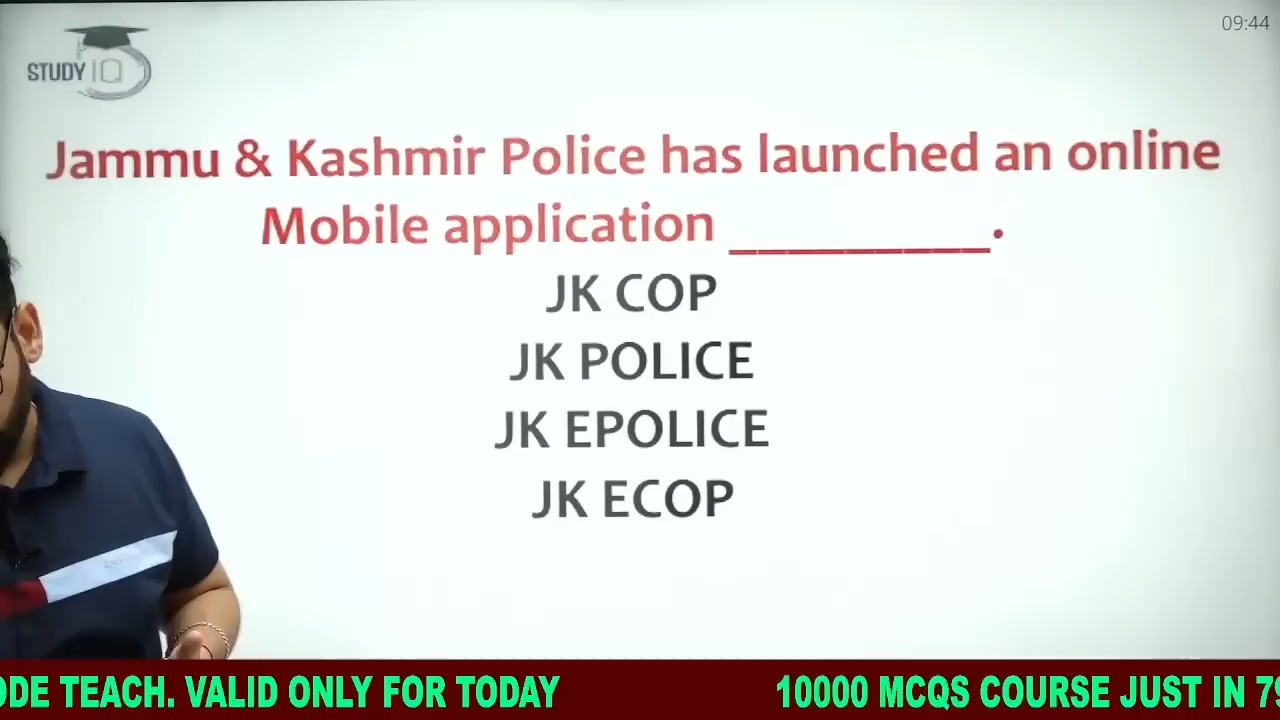 09:44
STUDY IQ
Jammu & Kashmir Police has launched an online
Mobile application __________.
JK COP
JK POLICE
JK EPOLICE
JK ECOP
ODE TEACH. VALID ONLY FOR TODAY 10000 MCQS COURSE JUST IN 79